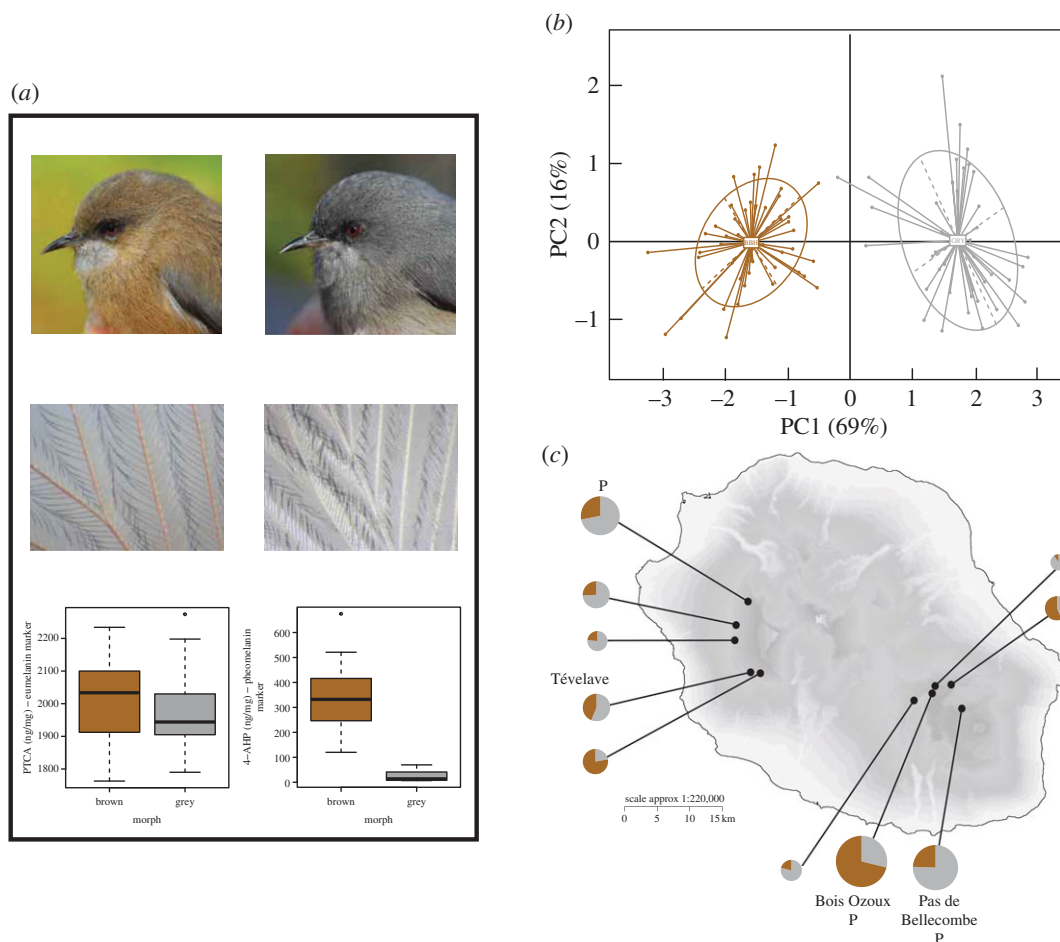 (a)
PTCA (ng/mg) – eumelanin marker
2200
2100
2000
1900
1800
brown
grey
morph
4–AHP (ng/mg) – pheomelanin
marker
600
500
400
300
200
100
0
brown
grey
morph
(b)
PC2 (16%)
2
1
0
−1
BBH
GRY
−3
−2
−1
0
1
2
3
PC1 (69%)
(c)
P
Tévelave
scale approx 1:220,000
0 5 10 15 km
Bois Ozoux
P
Pas de
Bellecombe
P